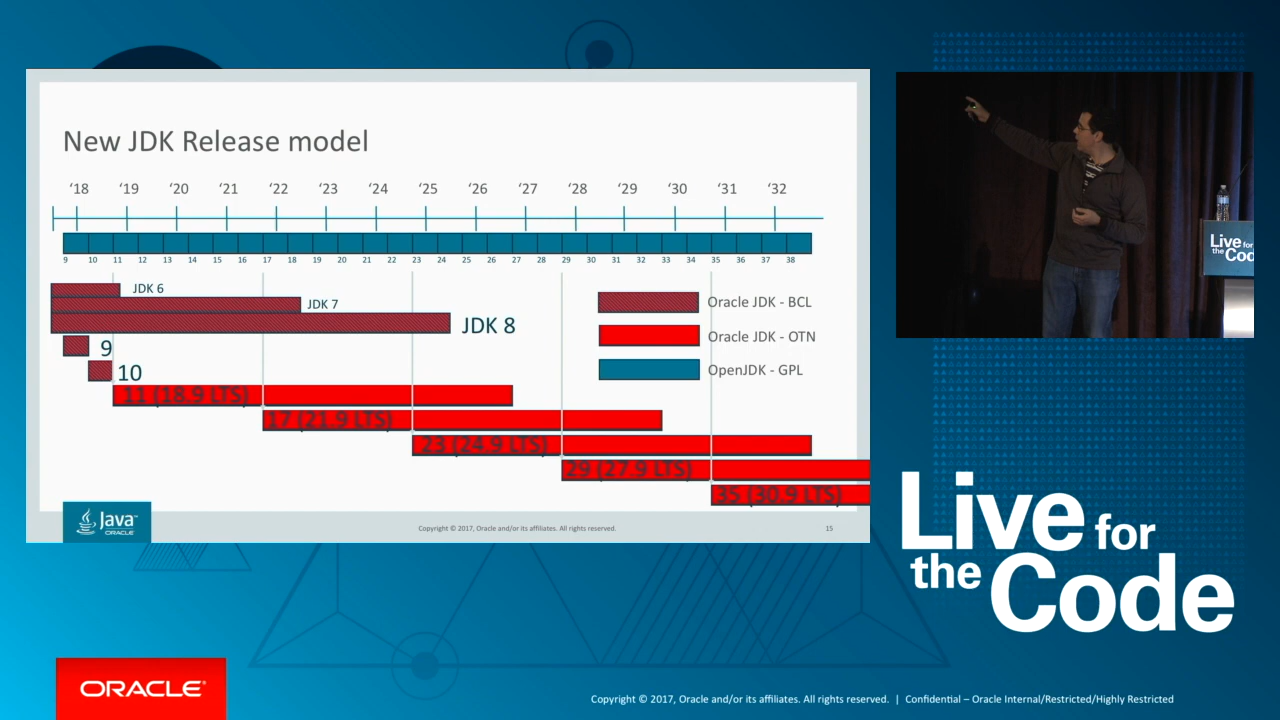 New JDK Release model
‘18 ‘19 ‘20 ‘21 ‘22 ‘23 ‘24 ‘25 ‘26 ‘27 ‘28 ‘29 ‘30 ‘31 ‘32
9 10 11 12 13 14 15 16 17 18 19 20 21 22 23 24 25 26 27 28 29 30 31 32 33 34 35 36 37 38
JDK 6
JDK 7
JDK 8
9
10
11 (18.9 LTS)
17 (21.9 LTS)
23 (24.9 LTS)
29 (27.9 LTS)
35 (30.9 LTS)
Oracle JDK - BCL
Oracle JDK - OTN
OpenJDK - GPL
Java™
ORACLE
Copyright © 2017, Oracle and/or its affiliates. All rights reserved.
15
Live for
the Cod
Live for
the Code
ORACLE®
Copyright © 2017, Oracle and/or its affiliates. All rights reserved. | Confidential – Oracle Internal/Restricted/Highly Restricted